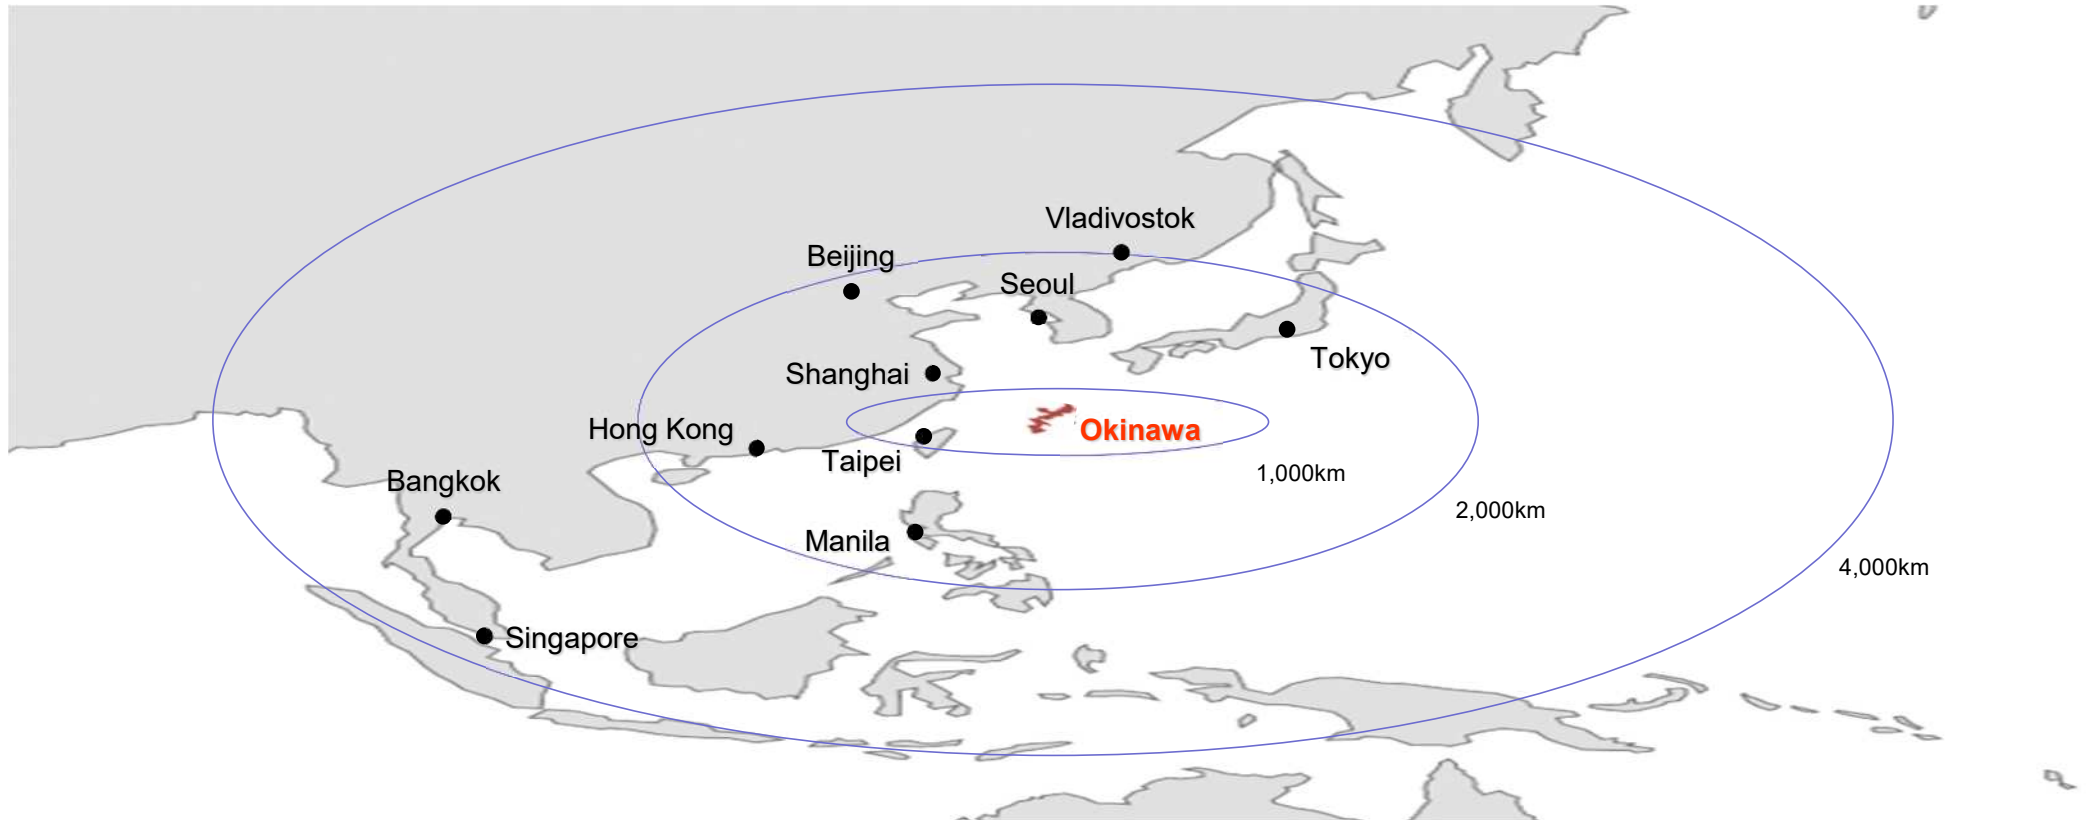 Vladivostok
Beijing
Seoul
Tokyo
Shanghai
Okinawa
Hong Kong
Taipei
1,000km
Bangkok
2,000km
Manila
4,000km
Singapore